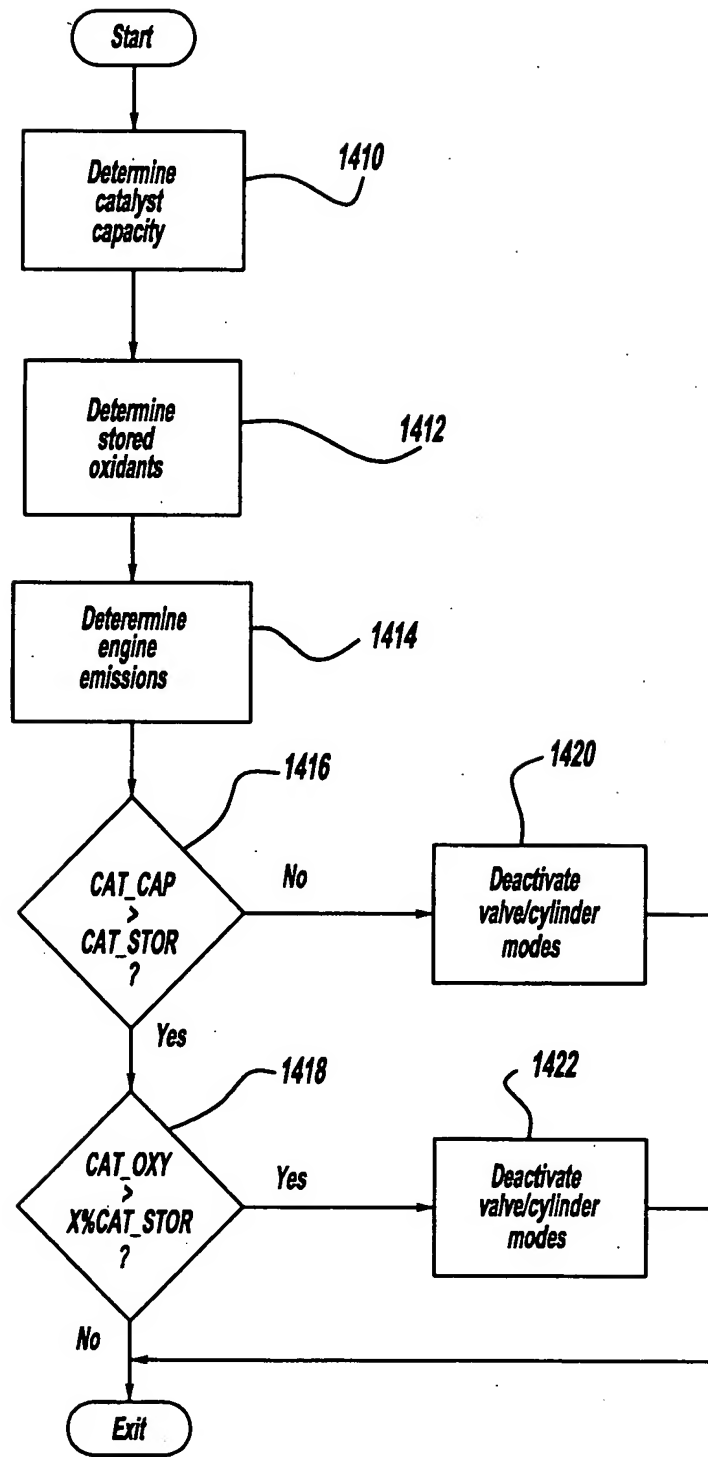 Start
1410
Determine
catalyst
capacity
Determine
stored
oxidants
1412
Deterermine
engine
emissions
1414
1416
CAT_CAP
>
CAT_STOR
?
No
1420
Deactivate
valve/cylinder
modes
Yes
1418
CAT_OXY
>
X%CAT_STOR
?
Yes
1422
Deactivate
valve/cylinder
modes
No
Exit